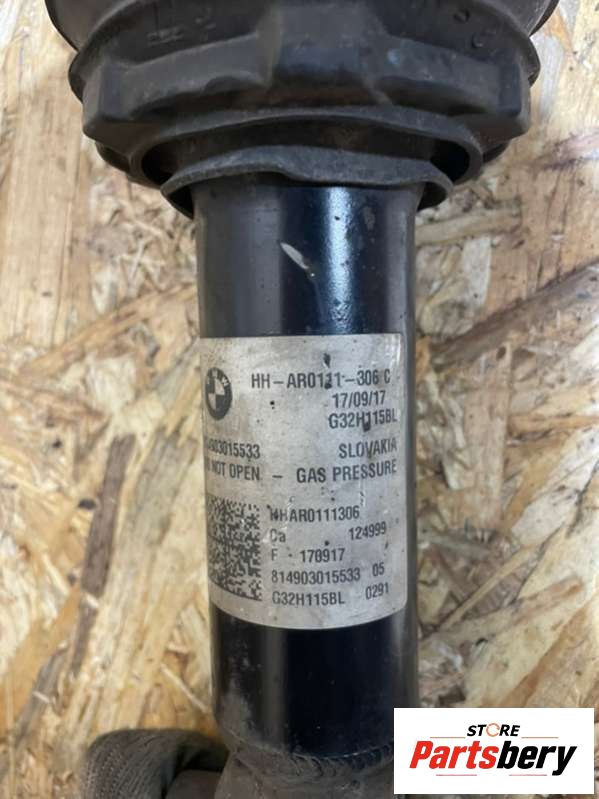 HH-AR0111-306 C
17/09/17
G32H115BL
903015533 SLOVAKIA
NOT OPEN - GAS PRESSURE
HHAR0111306
Ca 124999
F - 170917
814903015533 05
G32H115BL 0291
STORE
Partsbery